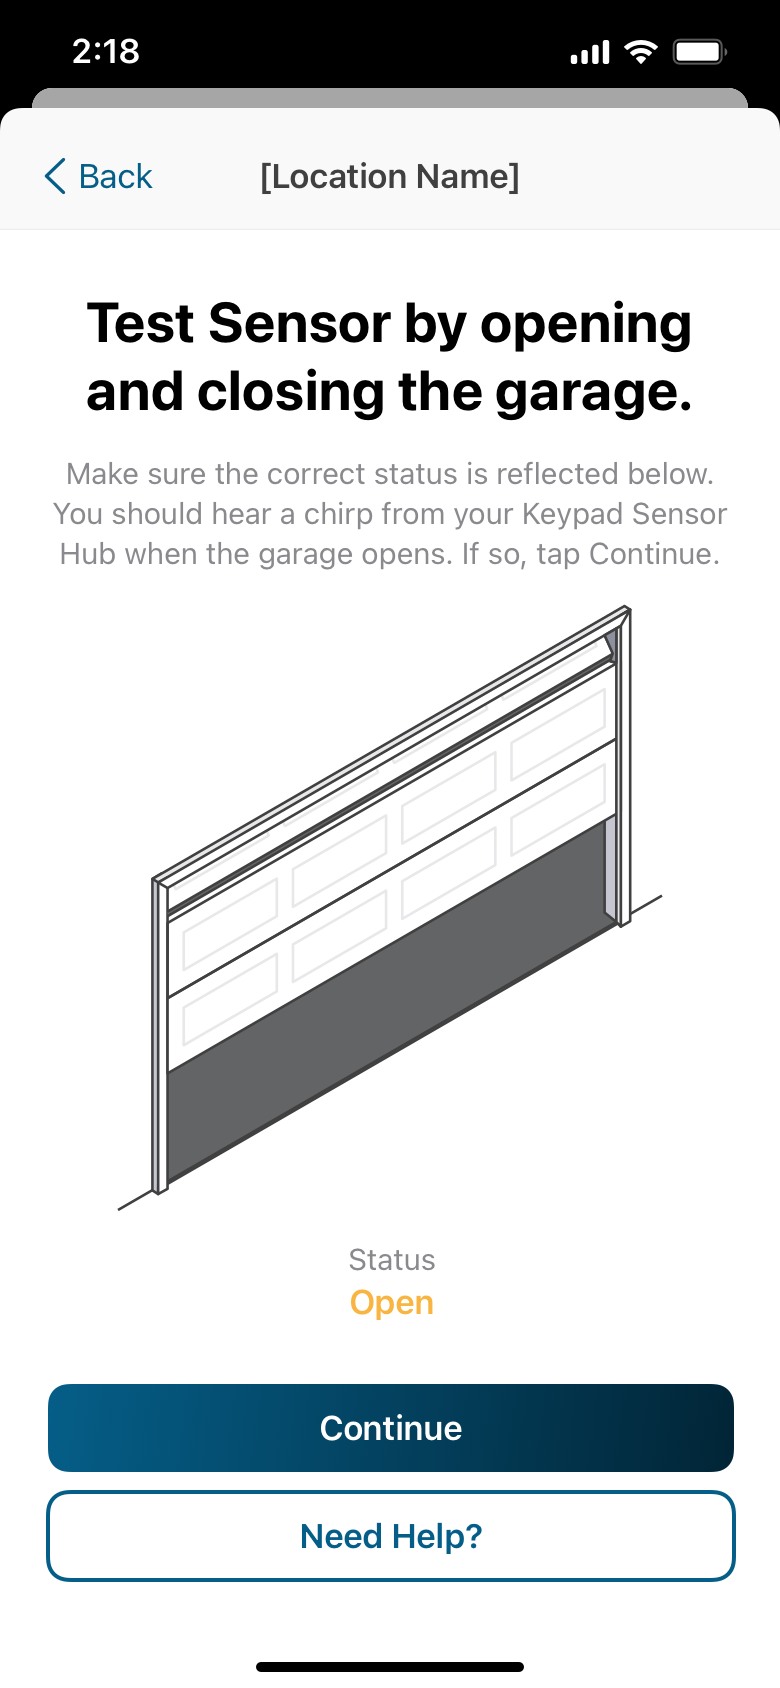 2:18
Back
[Location Name]
Test Sensor by opening
and closing the garage.
Make sure the correct status is reflected below.
You should hear a chirp from your Keypad Sensor
Hub when the garage opens. If so, tap Continue.
Status
Open
Continue
Need Help?